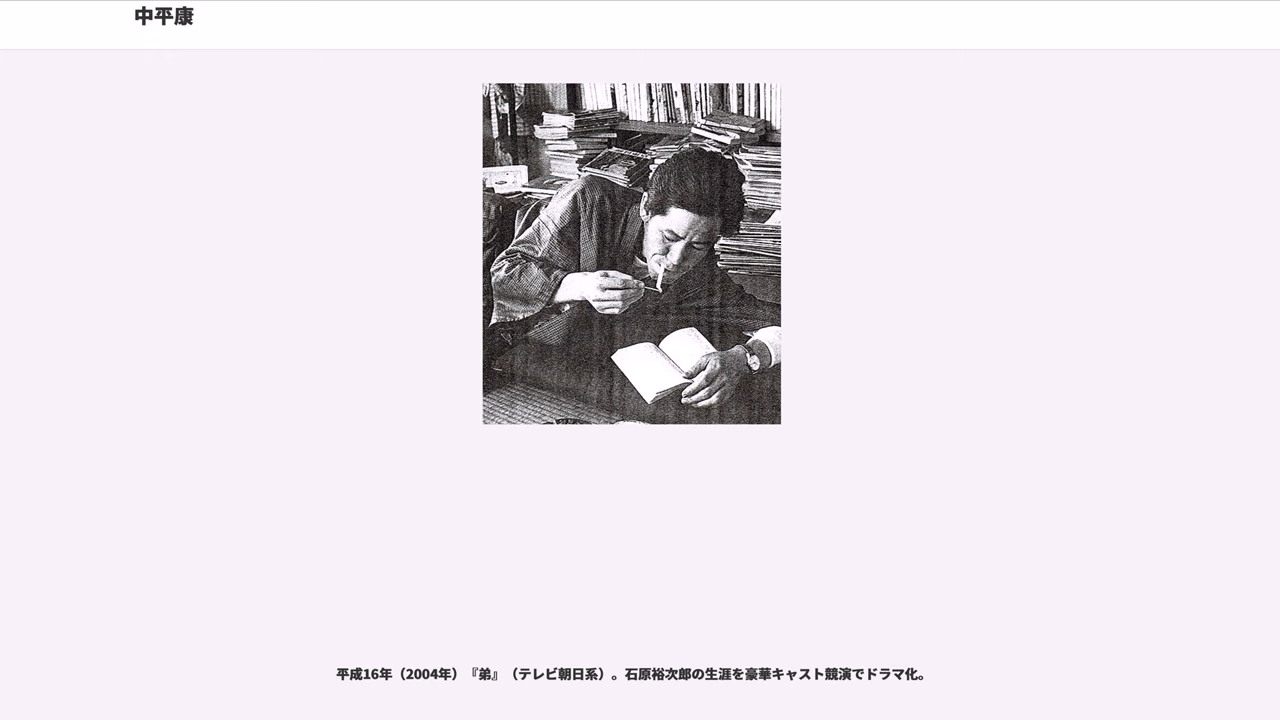 中平康
平成16年（2004年）『弟』（テレビ朝日系）。石原裕次郎の生涯を豪華キャスト競演でドラマ化。